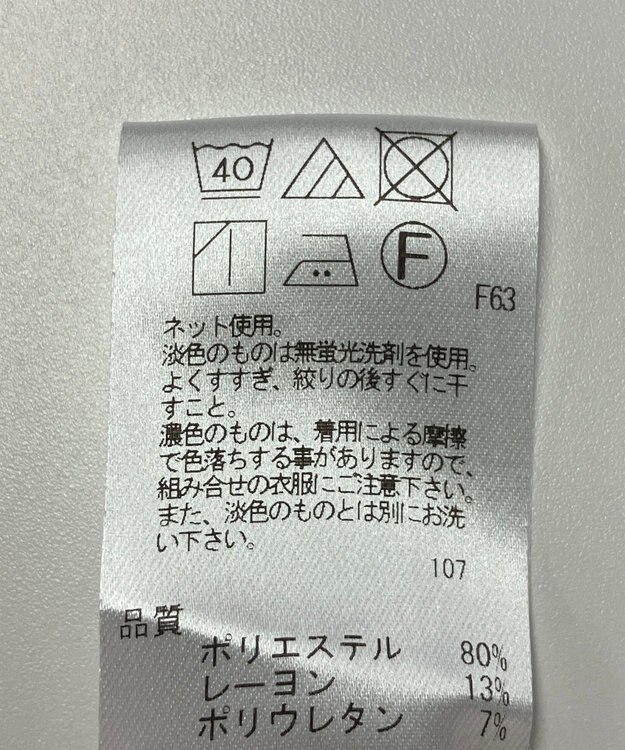 40
F
F63
ネット使用。
淡色のものは無蛍光洗剤を使用。
よくすすぎ、絞りの後すぐに干
すこと。
濃色のものは、着用による摩擦
で色落ちする事がありますので、
組み合せの衣服にご注意下さい。
また、淡色のものとは別にお洗
い下さい。
107
品質
ポリエステル 80%
レーヨン 13%
ポリウレタン 7%